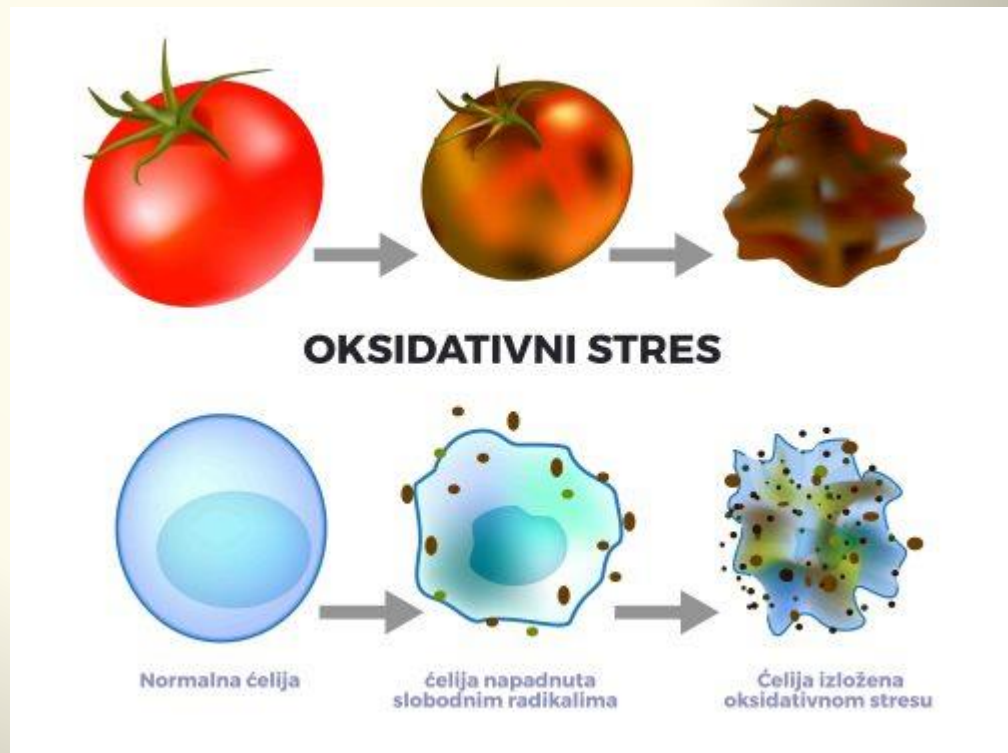 OKSIDATIVNI STRES
Normalna ćelija
ćelija napadnuta
slobodnim radikalima
Ćelija izložena
oksidativnom stresu